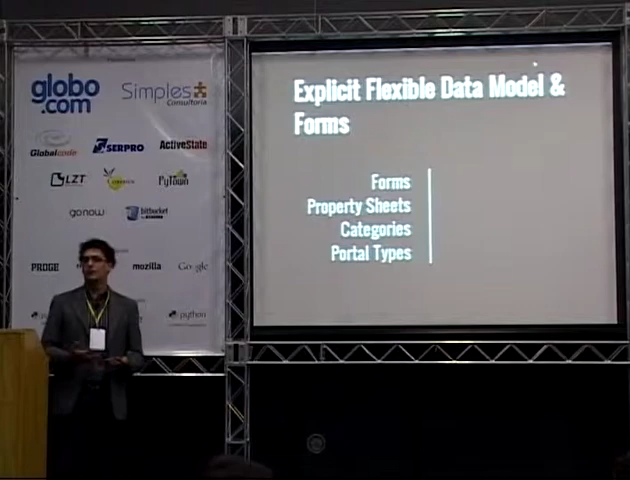 globo
.com
Simples
Consultoria
Globalcode
SERPRO
ActiveState
LZT
PyTown
gonow
bitbucket
PROGE
mozilla
Google
python
python
Explicit Flexible Data Model &
Forms
Forms
Property Sheets
Categories
Portal Types